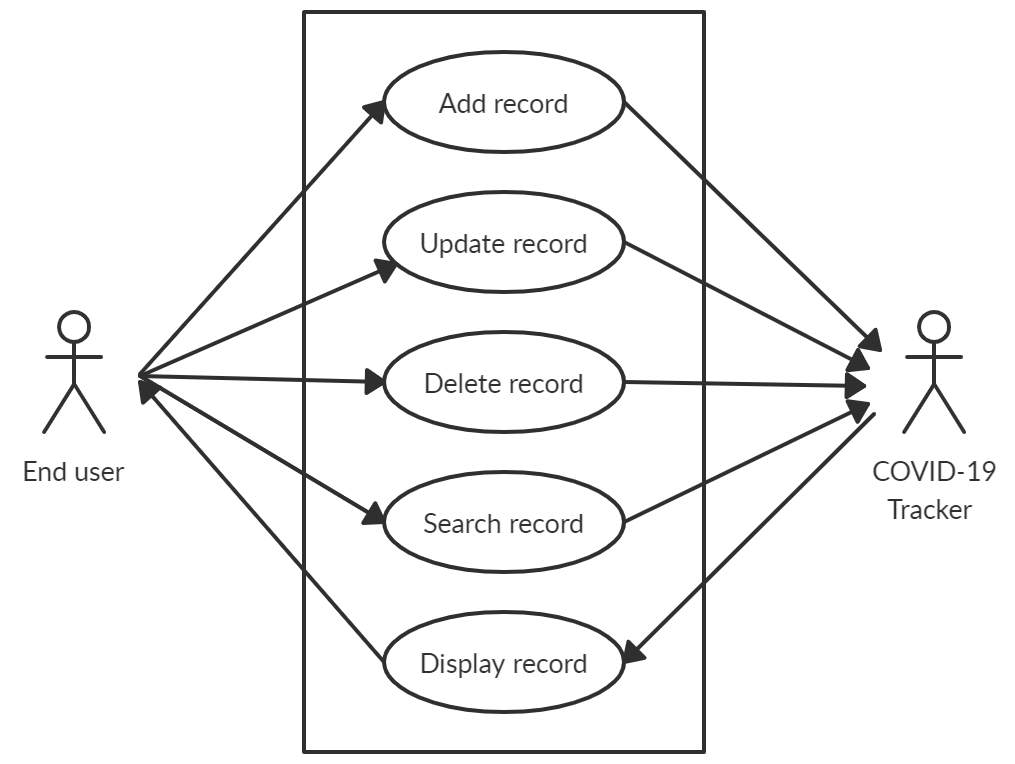 Add record
Update record
Delete record
Search record
Display record
End user
COVID-19
Tracker